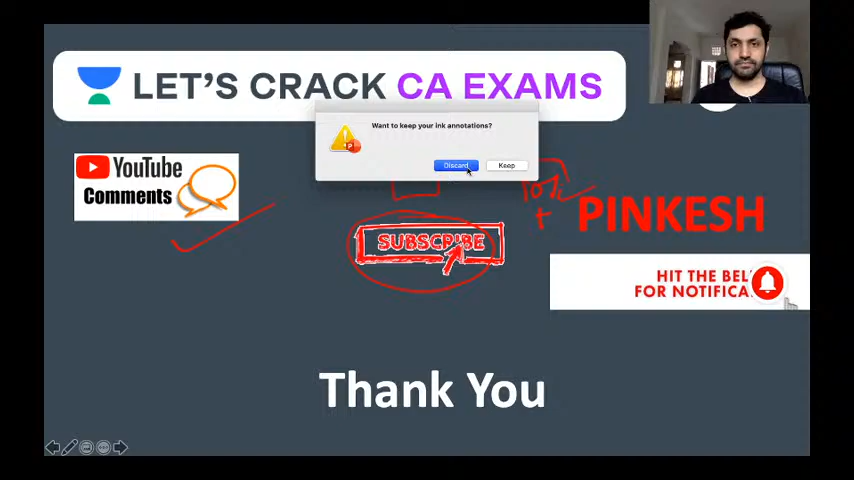 LET'S CRACK CA EXAMS
Want to keep your ink annotations?
Discard
Keep
YouTube
Comments
10%
+
PINKESH
SUBSCRIBE
HIT THE BEL
FOR NOTIFICA
Thank You